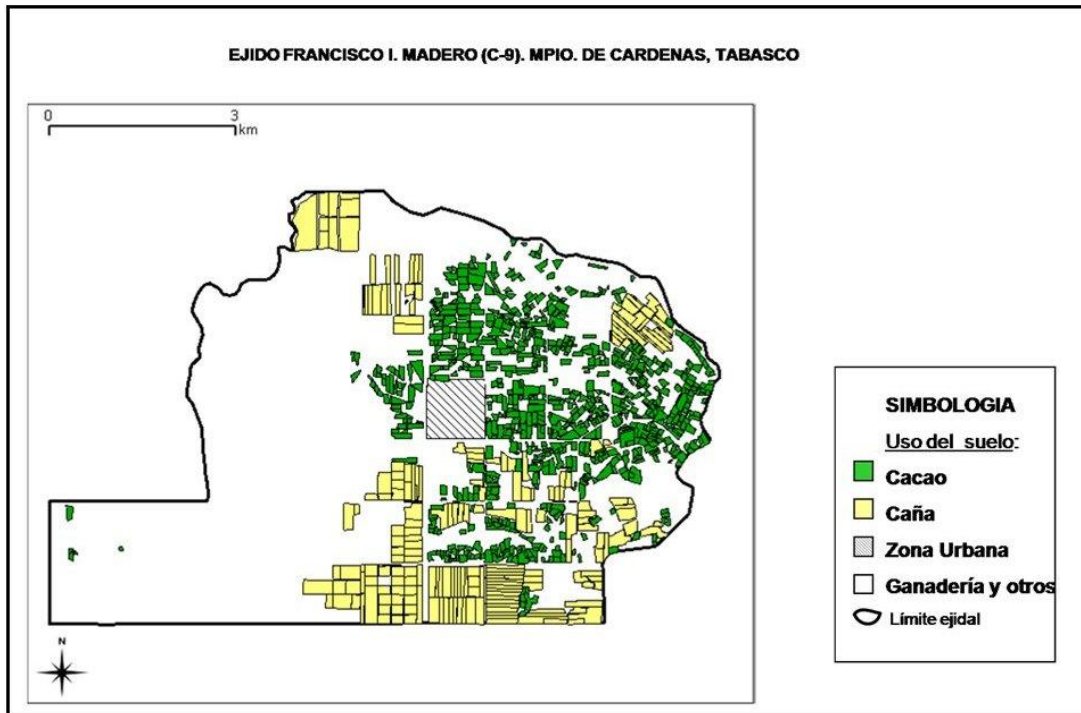 EJIDO FRANCISCO I. MADERO (C-9). MPIO. DE CARDENAS, TABASCO
0 3
km
SIMBOLOGIA
Uso del suelo:
Cacao
Caña
Zona Urbana
Ganadería y otros
Límite ejidal
N